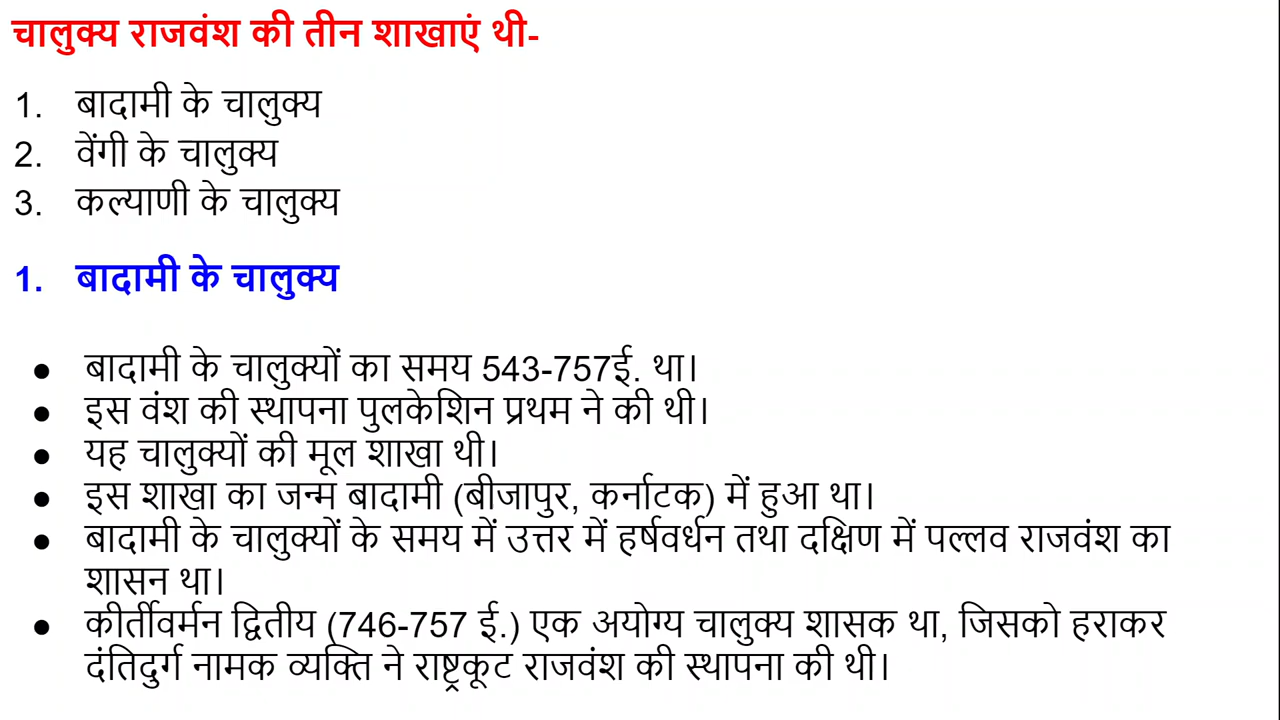 चालुक्य राजवंश की तीन शाखाएं थी-
1. बादामी के चालुक्य
2. वेंगी के चालुक्य
3. कल्याणी के चालुक्य
1. बादामी के चालुक्य
● बादामी के चालुक्यों का समय 543-757ई. था।
● इस वंश की स्थापना पुलकेशिन प्रथम ने की थी।
● यह चालुक्यों की मूल शाखा थी।
● इस शाखा का जन्म बादामी (बीजापुर, कर्नाटक) में हुआ था।
● बादामी के चालुक्यों के समय में उत्तर में हर्षवर्धन तथा दक्षिण में पल्लव राजवंश का
शासन था।
● कीर्तीवर्मन द्वितीय (746-757 ई.) एक अयोग्य चालुक्य शासक था, जिसको हराकर
दंतिदुर्ग नामक व्यक्ति ने राष्ट्रकूट राजवंश की स्थापना की थी।